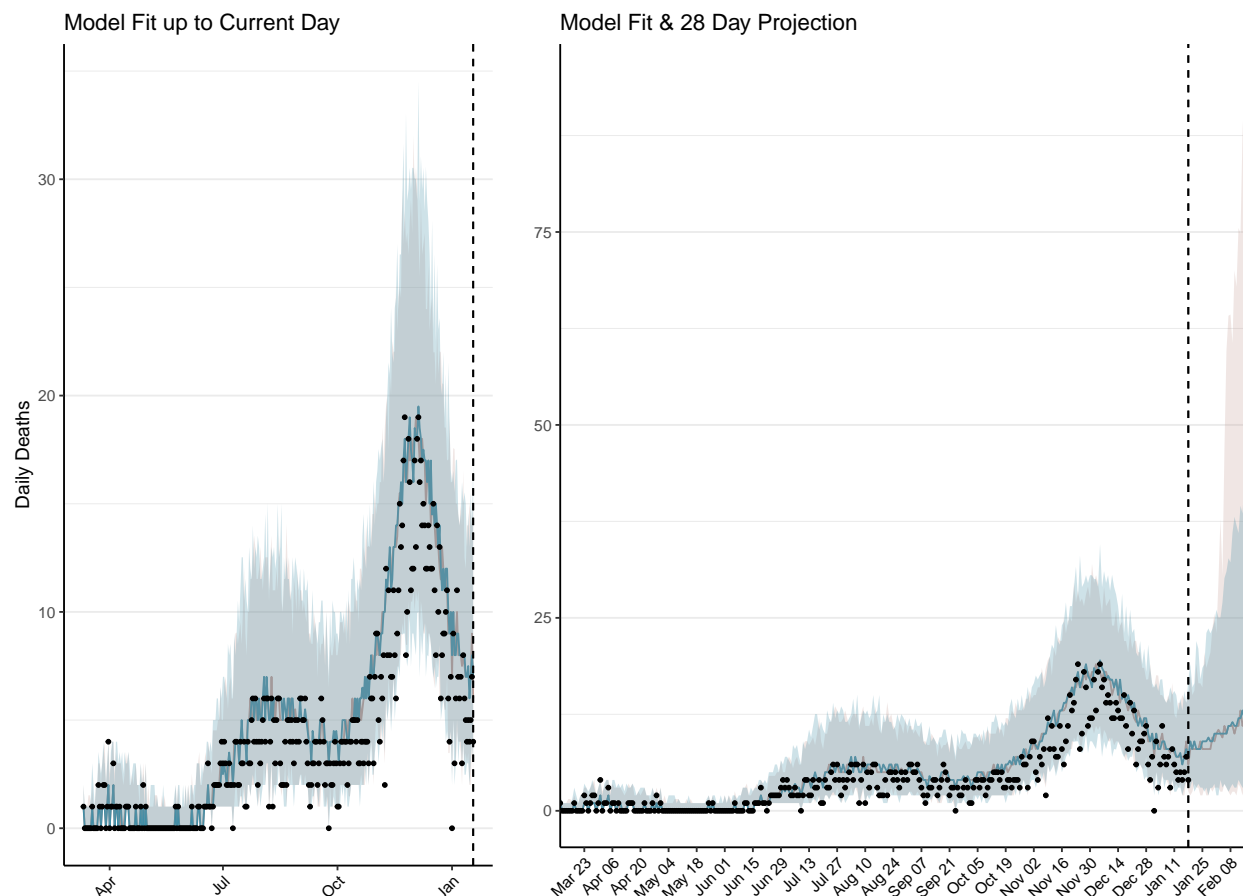 Model Fit up to Current Day
Daily Deaths
30
20
10
0
Apr
Jul
Oct
Jan
Model Fit & 28 Day Projection
75
50
25
0
Mar 23
Apr 06
Apr 20
May 04
May 18
Jun 01
Jun 15
Jun 29
Jul 13
Jul 27
Aug 10
Aug 24
Sep 07
Sep 21
Oct 05
Oct 19
Nov 02
Nov 16
Nov 30
Dec 14
Dec 28
Jan 11
Jan 25
Feb 08